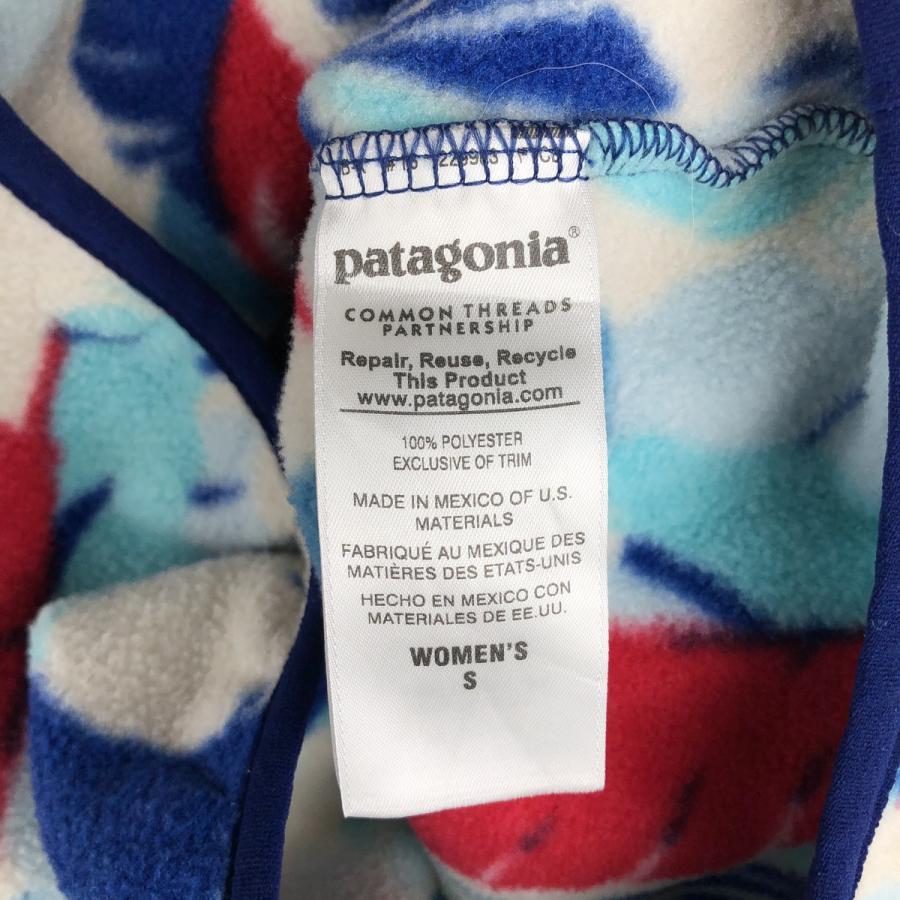 patagonia®
COMMON THREADS
PARTNERSHIP
Repair, Reuse, Recycle
This Product
www.patagonia.com
100% POLYESTER
EXCLUSIVE OF TRIM
MADE IN MEXICO OF U.S.
MATERIALS
FABRIQUÉ AU MEXIQUE DES
MATIÈRES DES ETATS-UNIS
HECHO EN MEXICO CON
MATERIALES DE EE.UU.
WOMEN'S
S